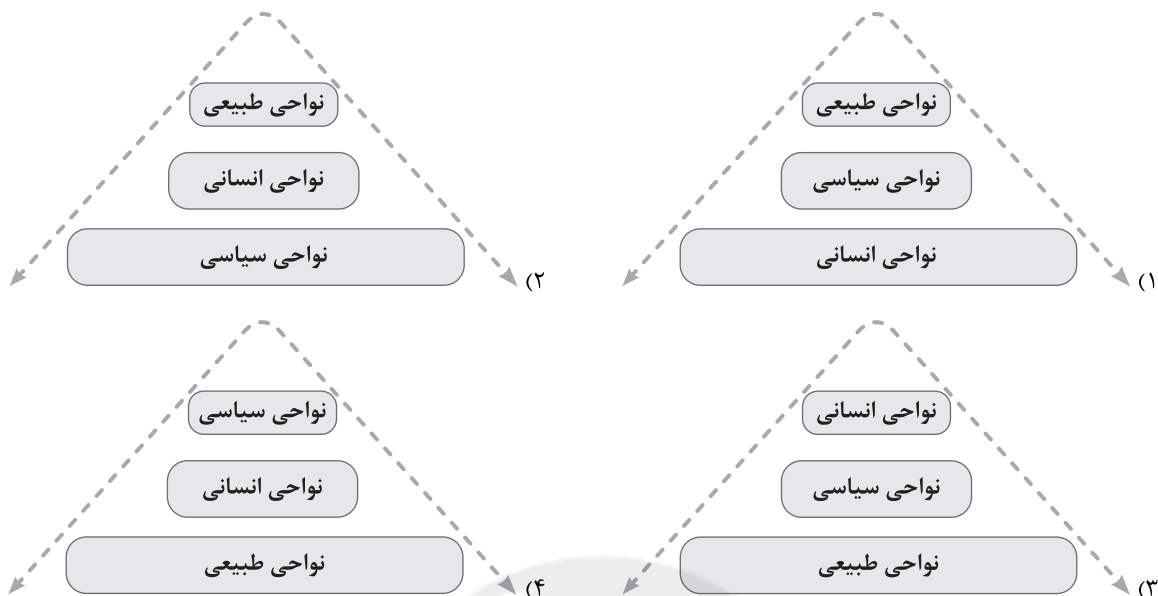 نواحی طبیعی
نواحی سیاسی
نواحی انسانی
۱)
نواحی طبیعی
نواحی انسانی
نواحی سیاسی
۲)
نواحی انسانی
نواحی سیاسی
نواحی طبیعی
۳)
نواحی سیاسی
نواحی انسانی
نواحی طبیعی
۴)